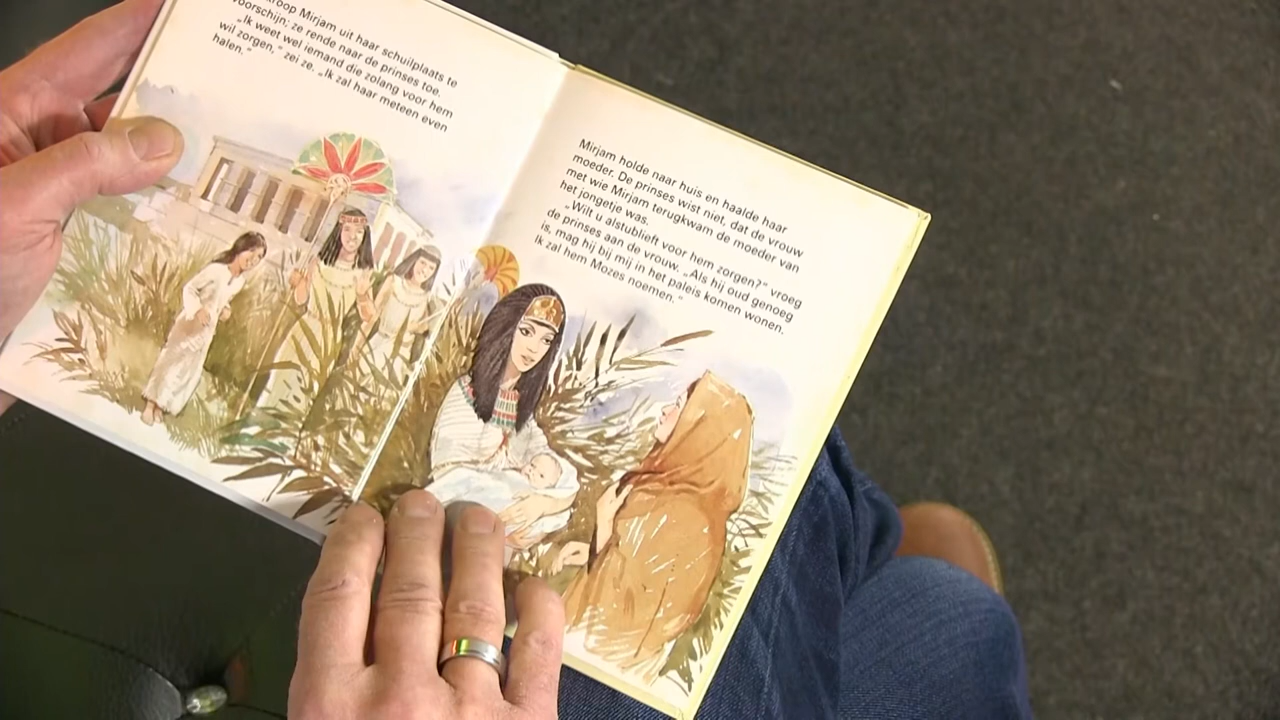 kroop Mirjam uit haar schuilplaats te
voorschijn; ze rende naar de prinses toe.
„Ik weet wel iemand die zolang voor hem
wil zorgen,” zei ze. „Ik zal haar meteen even
halen.”
Mirjam holde naar huis en haalde haar
moeder. De prinses wist niet, dat de vrouw
met wie Mirjam terugkwam de moeder van
het jongetje was.
„Wilt u alstublieft voor hem zorgen?” vroeg
de prinses aan de vrouw. „Als hij oud genoeg
is, mag hij bij mij in het paleis komen wonen.
Ik zal hem Mozes noemen.”